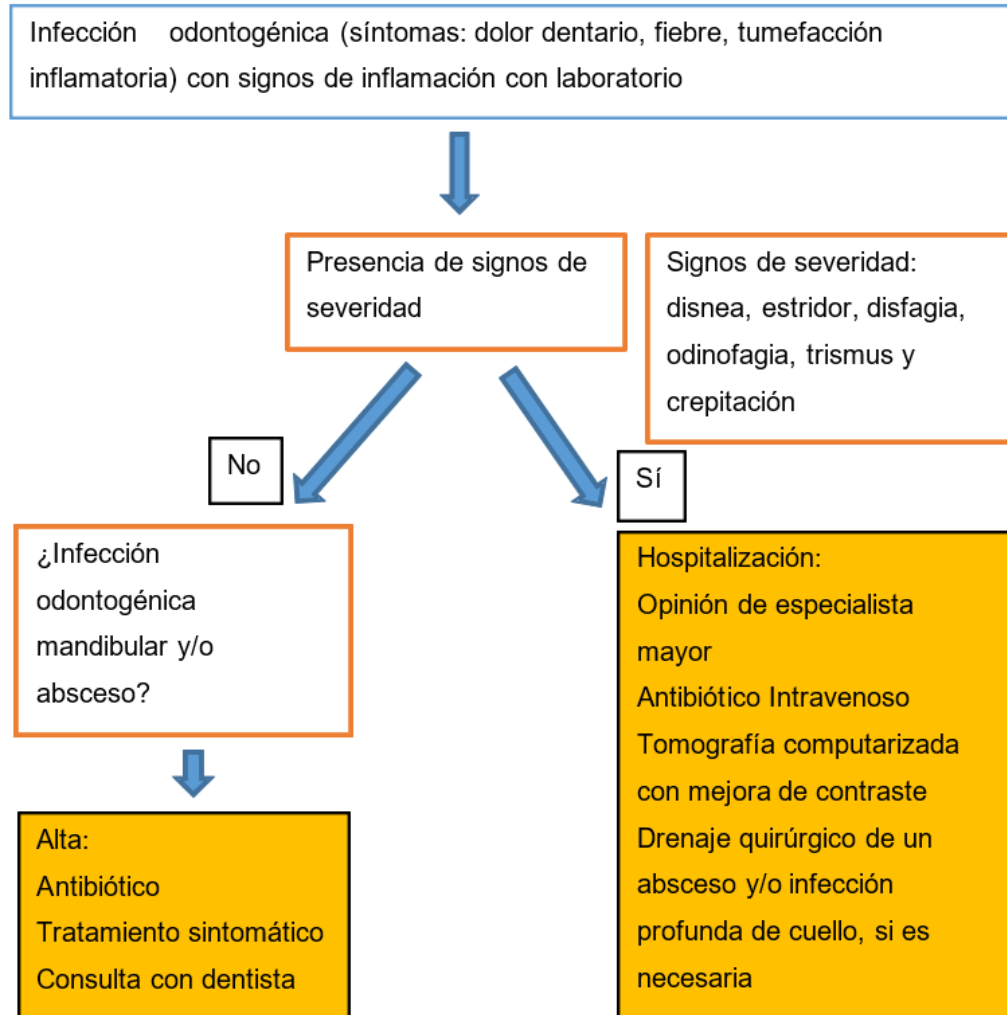 Infección odontogénica (síntomas: dolor dentario, fiebre, tumefacción
inflamatoria) con signos de inflamación con laboratorio
Presencia de signos de
severidad
Signos de severidad:
disnea, estridor, disfagia,
odinofagia, trismus y
crepitación
No
Sí
¿Infección
odontogénica
mandibular y/o
absceso?
Hospitalización:
Opinión de especialista
mayor
Antibiótico Intravenoso
Tomografía computarizada
con mejora de contraste
Drenaje quirúrgico de un
absceso y/o infección
profunda de cuello, si es
necesaria
Alta:
Antibiótico
Tratamiento sintomático
Consulta con dentista